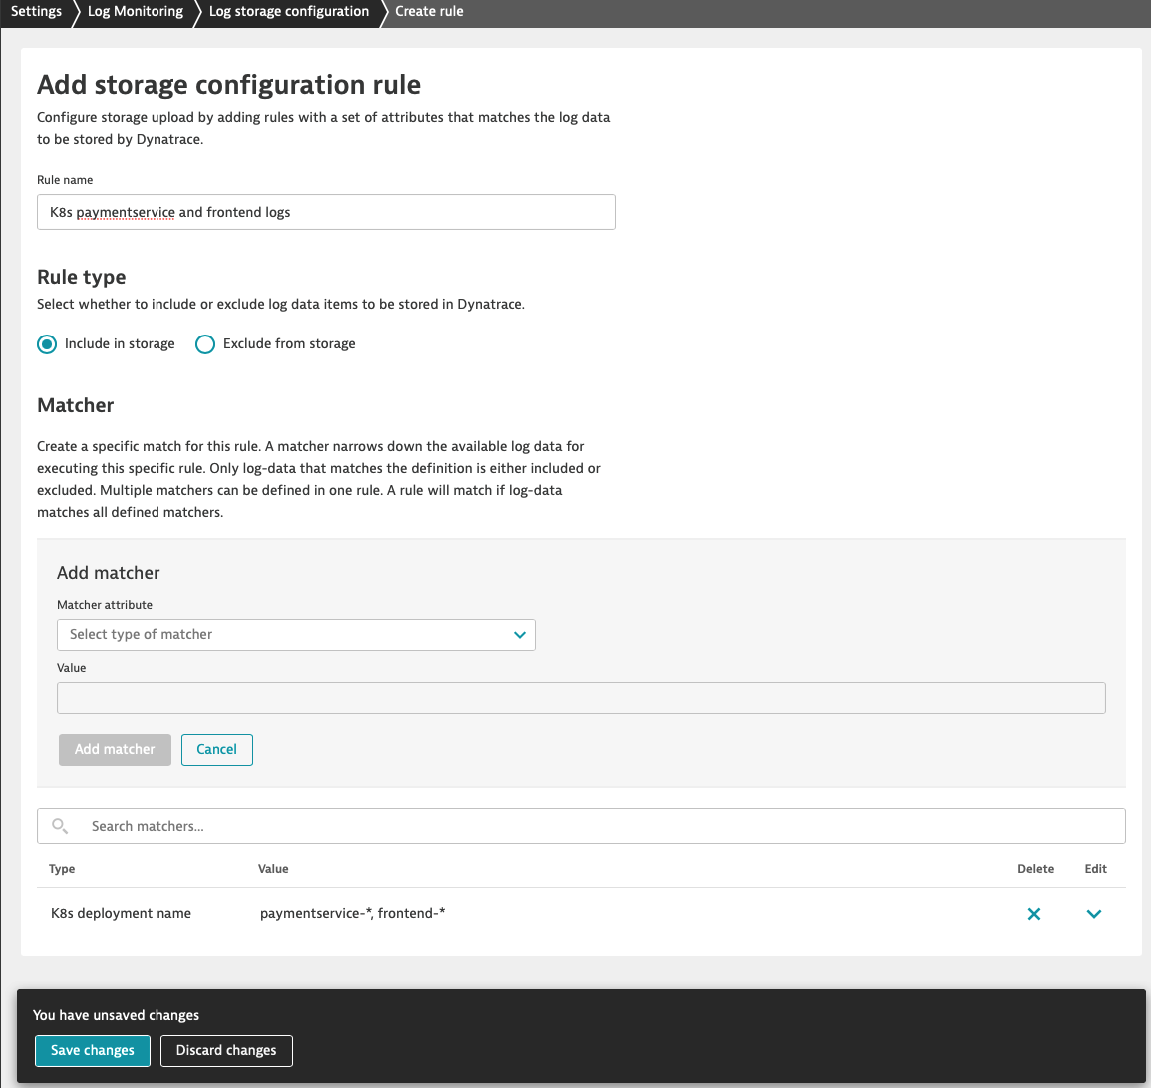 Settings
Log Monitoring
Log storage configuration
Create rule
Add storage configuration rule
Configure storage upload by adding rules with a set of attributes that matches the log data
to be stored by Dynatrace.
Rule name
K8s paymentservice and frontend logs
Rule type
Select whether to include or exclude log data items to be stored in Dynatrace.
Include in storage
Exclude from storage
Matcher
Create a specific match for this rule. A matcher narrows down the available log data for
executing this specific rule. Only log-data that matches the definition is either included or
excluded. Multiple matchers can be defined in one rule. A rule will match if log-data
matches all defined matchers.
Add matcher
Matcher attribute
Select type of matcher
Value
Add matcher
Cancel
Search matchers...
Type Value Delete Edit
K8s deployment name paymentservice-*, frontend-*
You have unsaved changes
Save changes
Discard changes